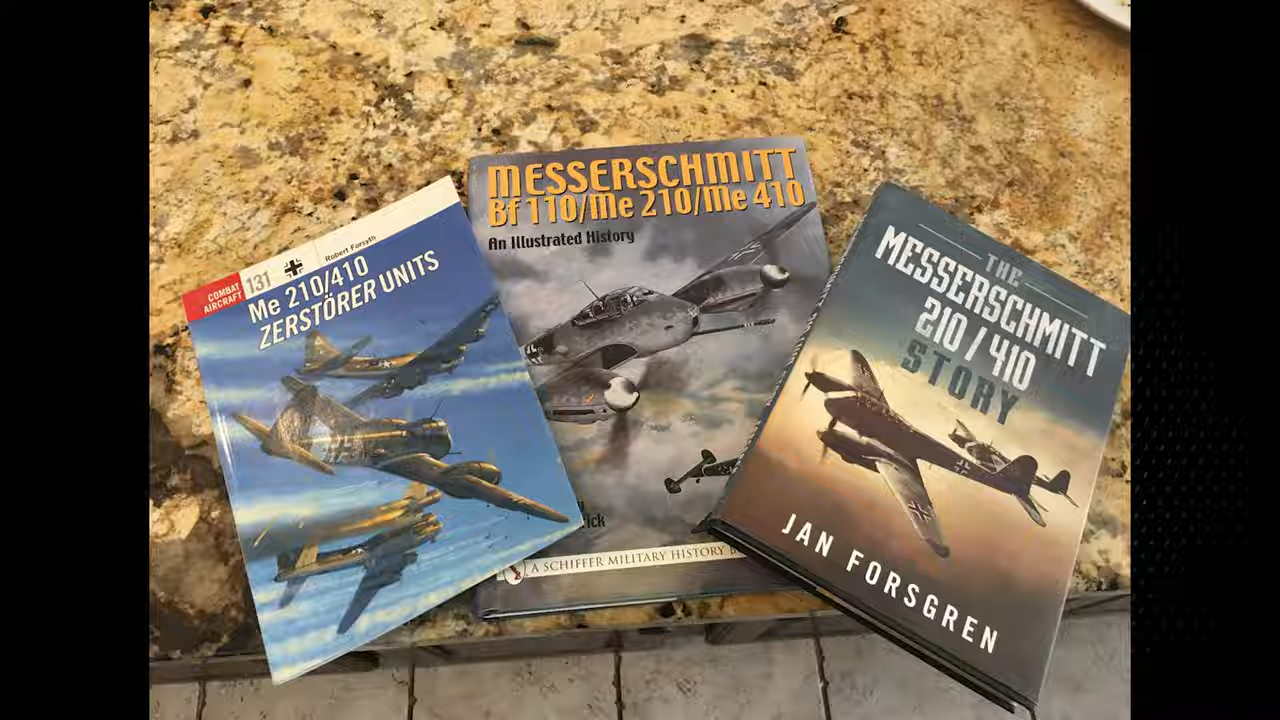 COMBAT
AIRCRAFT
131
Robert Forsyth
Me 210/410
ZERSTÖRER UNITS
MESSERSCHMITT
Bf 110/Me 210/Me 410
An Illustrated History
A SCHIFFER MILITARY HISTORY
THE
MESSERSCHMITT
210 / 410
STORY
JAN FORSGREN